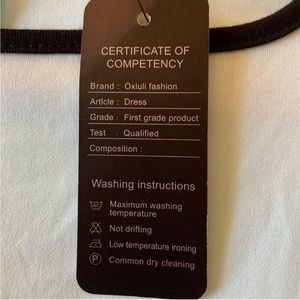 CERTIFICATE OF
COMPETENCY
Brand : Oxiuli fashion
Article : Dress
Grade : First grade product
Test : Qualified
Composition :
Washing instructions
Maximum washing
temperature
Not drifting
Low temperature ironing
P Common dry cleaning